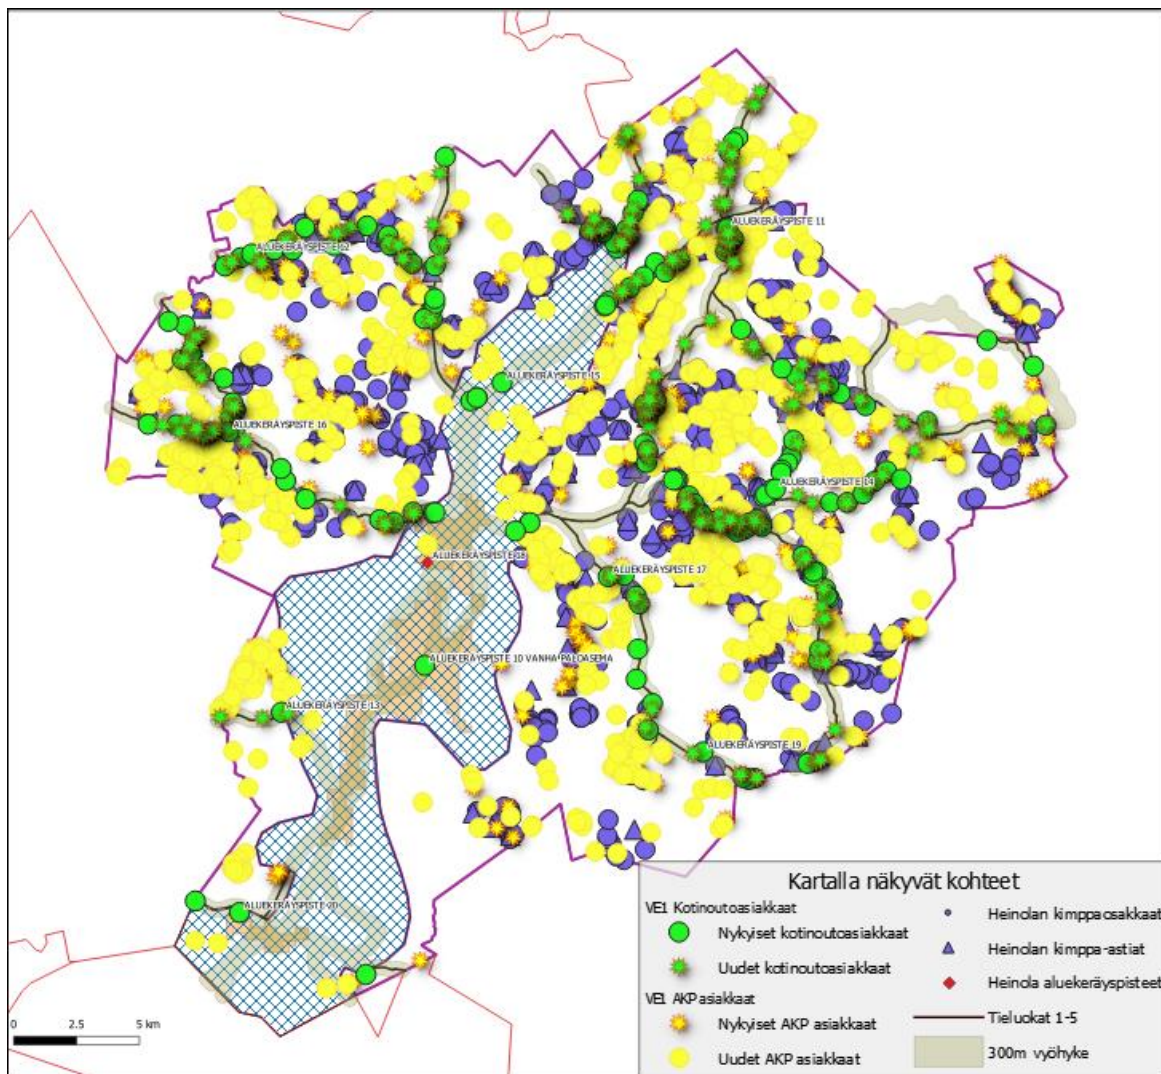 ALUEKERÄYSPISTE 11
ALUEKERÄYSPISTE 12
ALUEKERÄYSPISTE 15
ALUEKERÄYSPISTE 16
ALUEKERÄYSPISTE 14
ALUEKERÄYSPISTE 18
ALUEKERÄYSPISTE 17
ALUEKERÄYSPISTE 10 VANHA PALOASEMA
ALUEKERÄYSPISTE 13
ALUEKERÄYSPISTE 19
ALUEKERÄYSPISTE 20
0 2.5 5 km
Kartalla näkyvät kohteet
VE1 Kotinoutoasiakkaat
Nykyiset kotinoutoasiakkaat
Uudet kotinoutoasiakkaat
VE1 AKP asiakkaat
Nykyiset AKP asiakkaat
Uudet AKP asiakkaat
Heinolan kimppaosakkaat
Heinolan kimppa-astiat
Heinola aluekeräyspisteet
Tieluokat 1-5
300m vyöhyke